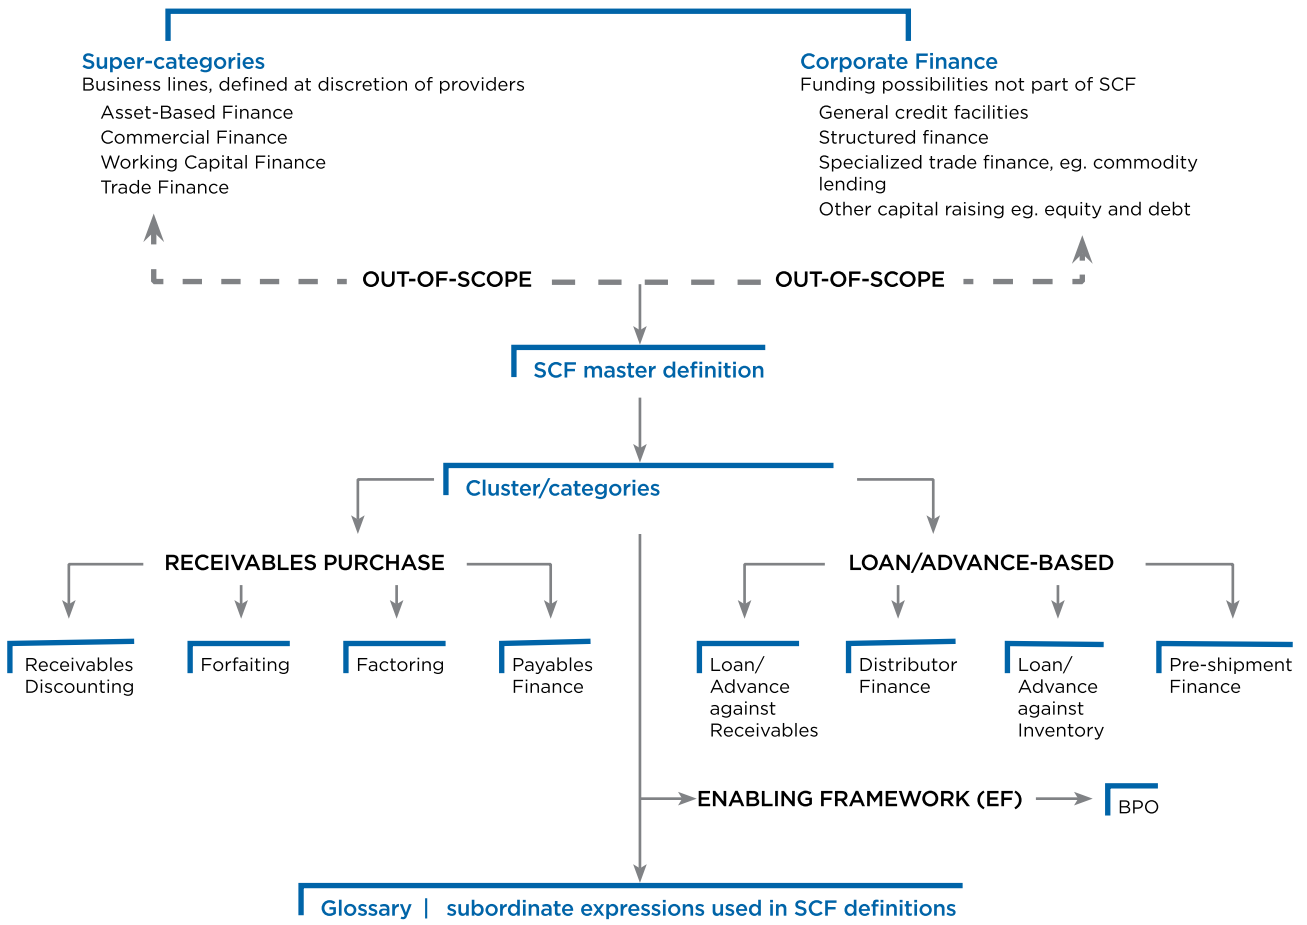 Super-categories
Business lines, defined at discretion of providers
Asset-Based Finance
Commercial Finance
Working Capital Finance
Trade Finance
Corporate Finance
Funding possibilities not part of SCF
General credit facilities
Structured finance
Specialized trade finance, eg. commodity
lending
Other capital raising eg. equity and debt
OUT-OF-SCOPE
OUT-OF-SCOPE
SCF master definition
Cluster/categories
RECEIVABLES PURCHASE
LOAN/ADVANCE-BASED
Receivables
Discounting
Forfaiting
Factoring
Payables
Finance
Loan/
Advance
against
Receivables
Distributor
Finance
Loan/
Advance
against
Inventory
Pre-shipment
Finance
ENABLING FRAMEWORK (EF)
BPO
Glossary | subordinate expressions used in SCF definitions